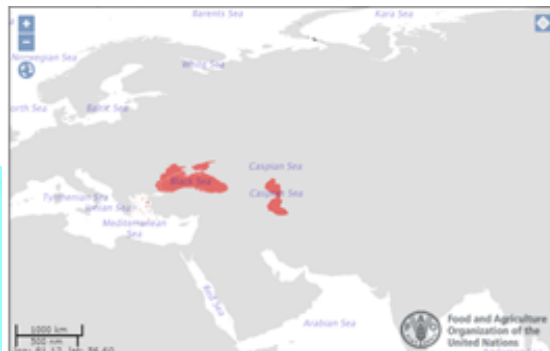 Barents Sea
Kara Sea
Norwegian Sea
White Sea
orth Sea
Baltic Sea
Caspian Sea
Black Sea
Caspian Sea
Tyrrhenian Sea
Ionian Sea
Mediterranean
Sea
Red Sea
Arabian Sea
1000 km
500 nm
Food and Agriculture
Organization of the
United Nations